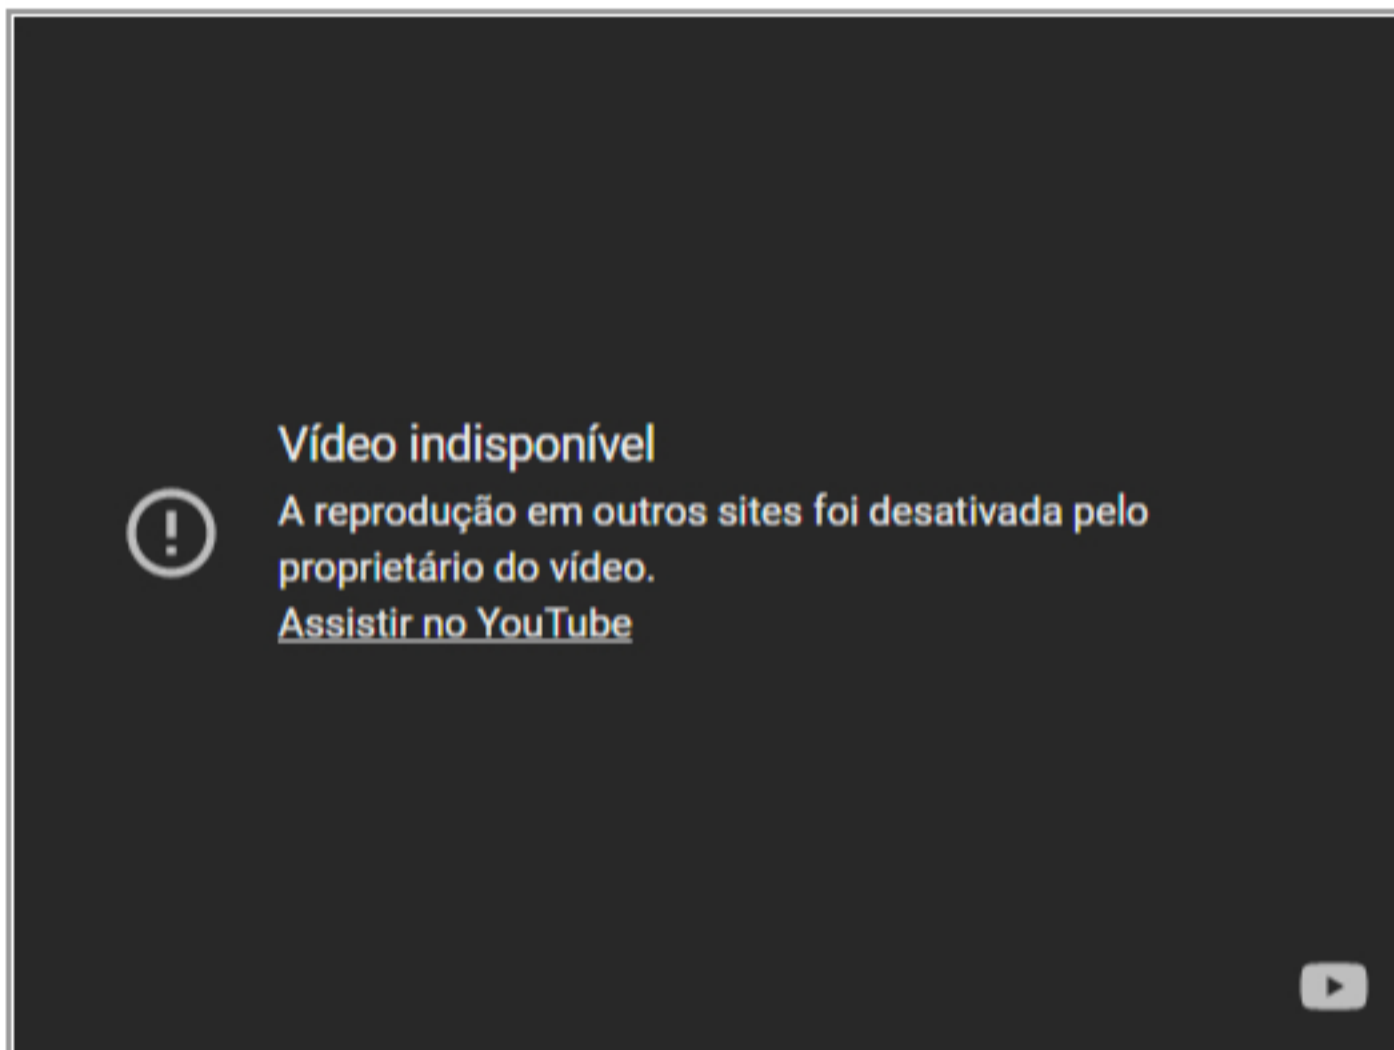 Vídeo indisponível
A reprodução em outros sites foi desativada pelo
proprietário do vídeo.
Assistir no YouTube